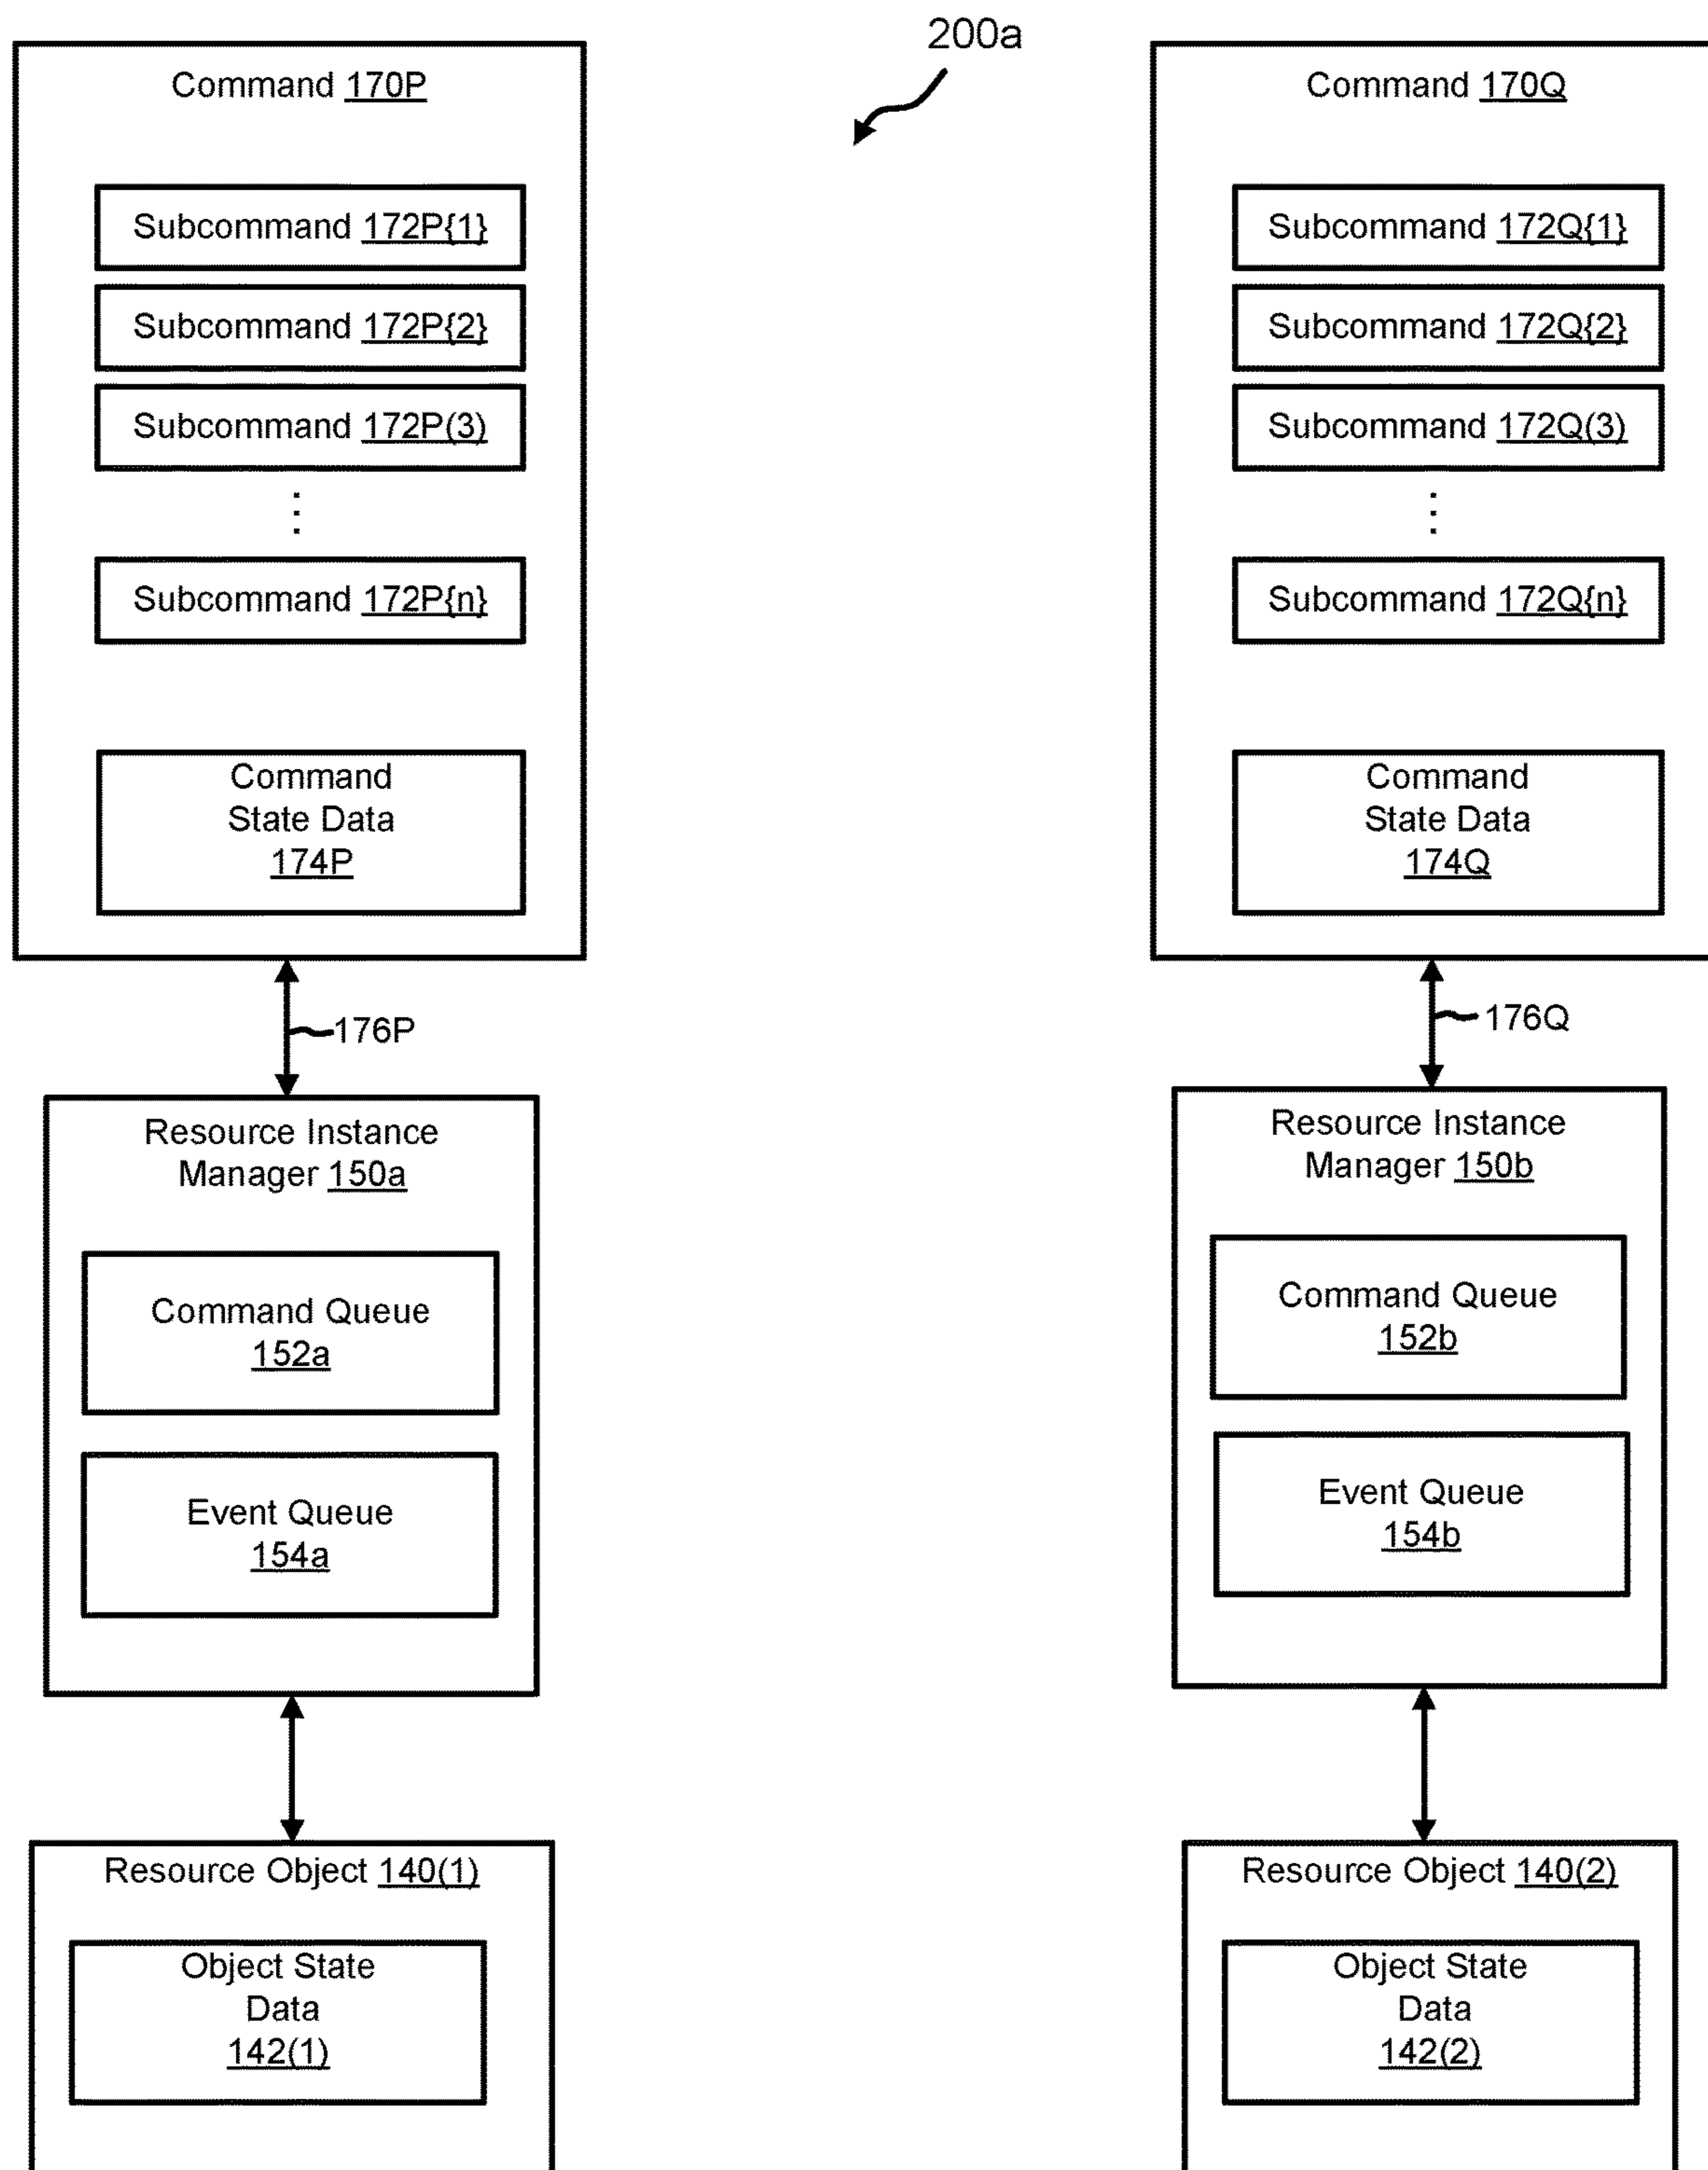 200a
Command 170P
Subcommand 172P{1}
Subcommand 172P{2}
Subcommand 172P(3)
⋮
Subcommand 172P{n}
Command
State Data
174P
176P
Resource Instance
Manager 150a
Command Queue
152a
Event Queue
154a
Resource Object 140(1)
Object State
Data
142(1)
Command 170Q
Subcommand 172Q{1}
Subcommand 172Q{2}
Subcommand 172Q(3)
⋮
Subcommand 172Q{n}
Command
State Data
174Q
176Q
Resource Instance
Manager 150b
Command Queue
152b
Event Queue
154b
Resource Object 140(2)
Object State
Data
142(2)